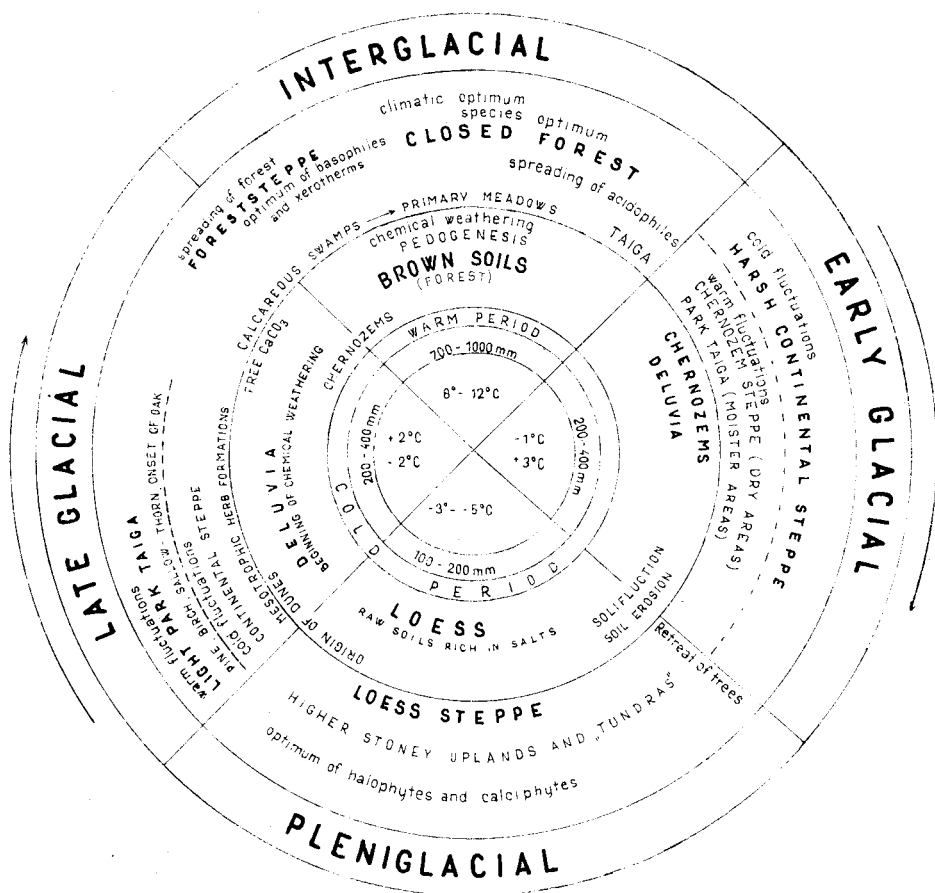 INTERGLACIAL
climatic optimum
species optimum
CLOSED FOREST
spreading of acidophiles
spreading of forest
FORESTSTEPPE
optimum of basophiles
and xerotherms
CALCAREOUS SWAMPS → PRIMARY MEADOWS
TAIGA
chemical weathering
PEDOGENESIS
BROWN SOILS
(FOREST)
EARLY GLACIAL
cold fluctuations
HARSH CONTINENTAL STEPPE
warm fluctuations
CHERNOZEM STEPPE (DRY AREAS)
PARK TAIGA (MOISTER AREAS)
CHERNOZEMS
DELUVIA
SOLIFLUCTION
SOIL EROSION
Retreat of trees
PLENIGLACIAL
LOESS
RAW SOILS RICH IN SALTS
LOESS STEPPE
HIGHER STONEY UPLANDS AND „TUNDRAS"
optimum of halophytes and calciphytes
LATE GLACIAL
warm fluctuations
LIGHT PARK TAIGA
PINE, BIRCH SALOW-THORN ONSET OF OAK
cold fluctuations
CONTINENTAL STEPPE
MESOTROPHIC HERB FORMATIONS
ORIGIN OF DUNES
FREE CaCO3
DELUVIA
BEGINNING OF CHEMICAL WEATHERING
CHERNOZEMS
WARM PERIOD
COLD PERIOD
700-1000 mm
8°-12°C
200-400 mm
-1°C
+3°C
100-200 mm
-3°- -5°C
200-400 mm
+2°C
-2°C